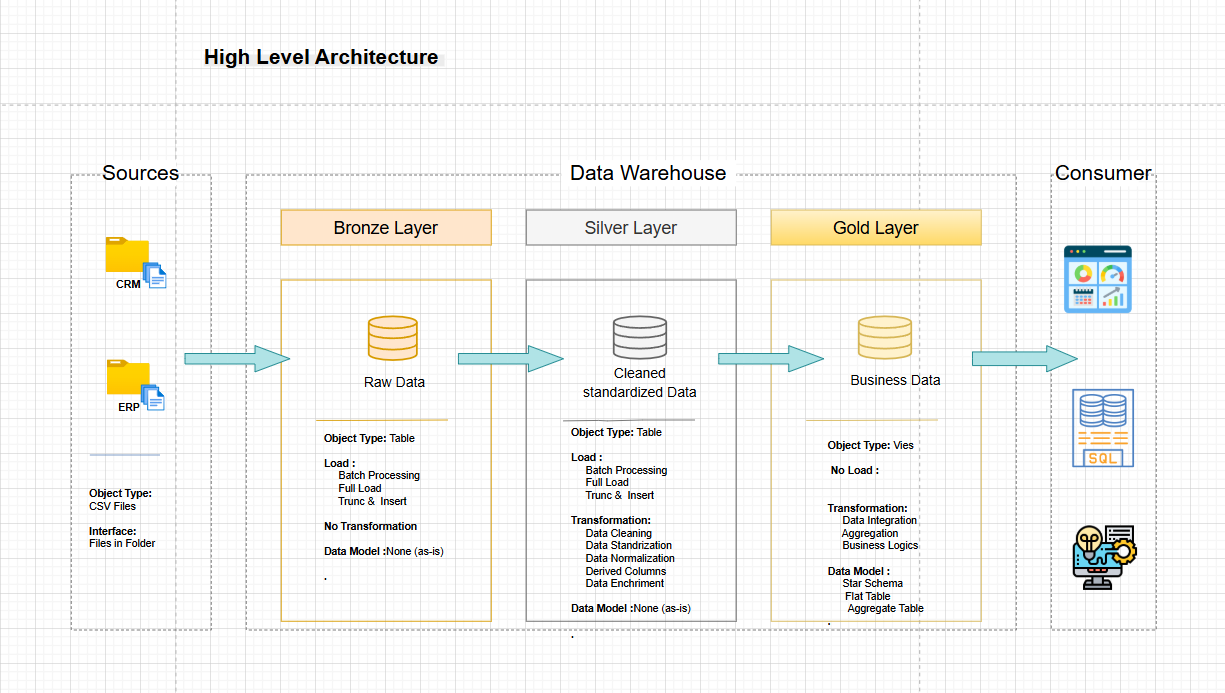 High Level Architecture
Sources
Data Warehouse
Consumer
CRM
ERP
Object Type:
CSV Files
Interface:
Files in Folder
Bronze Layer
Raw Data
Object Type: Table
Load :
Batch Processing
Full Load
Trunc & Insert
No Transformation
Data Model :None (as-is)
.
Silver Layer
Cleaned
standardized Data
Object Type: Table
Load :
Batch Processing
Full Load
Trunc & Insert
Transformation:
Data Cleaning
Data Standrization
Data Normalization
Derived Columns
Data Enchriment
Data Model :None (as-is)
.
Gold Layer
Business Data
Object Type: Vies
No Load :
Transformation:
Data Integration
Aggregation
Business Logics
Data Model :
Star Schema
Flat Table
Aggregate Table
.
SQL